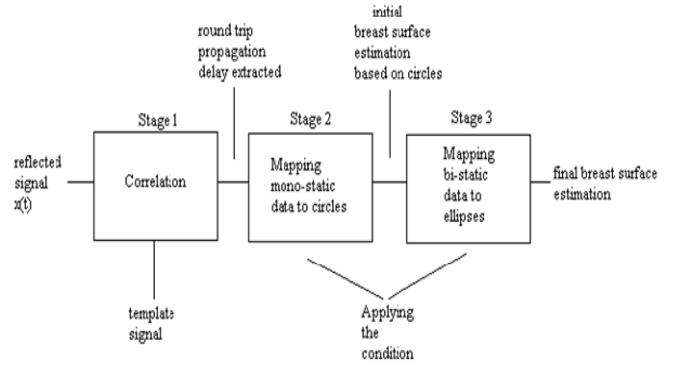 initial
breast surface
estimation
based on circles
round trip
propagation
delay extracted
Stage 1
Stage 2
Stage 3
reflected
signal
x(t)
Correlation
Mapping
mono-static
data to circles
Mapping
bi-static
data to
ellipses
final breast surface
estimation
template
signal
Applying
the
condition